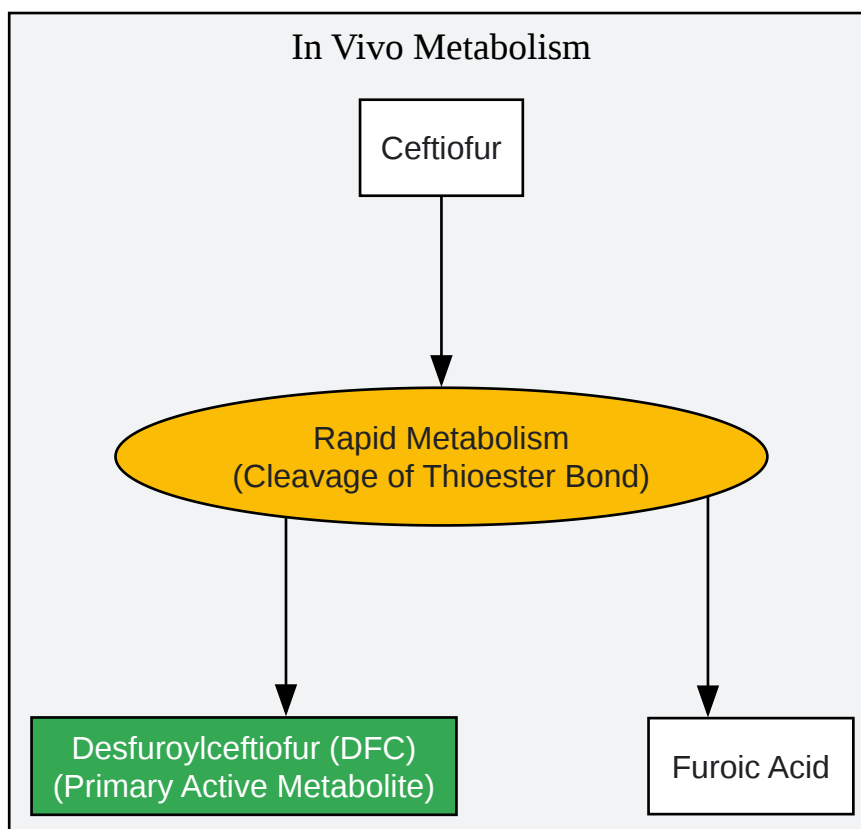 In Vivo Metabolism
Ceftiofur
Rapid Metabolism
(Cleavage of Thioester Bond)
Desfuroylceftiofur (DFC)
(Primary Active Metabolite)
Furoic Acid